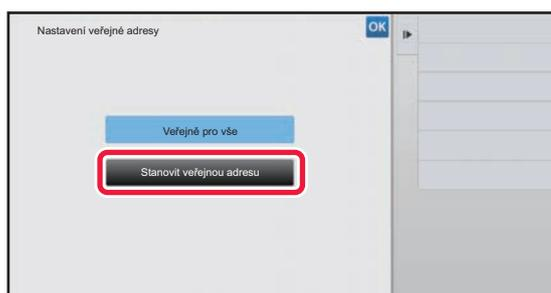 Nastavení veřejné adresy
OK
Veřejně pro vše
Stanovit veřejnou adresu